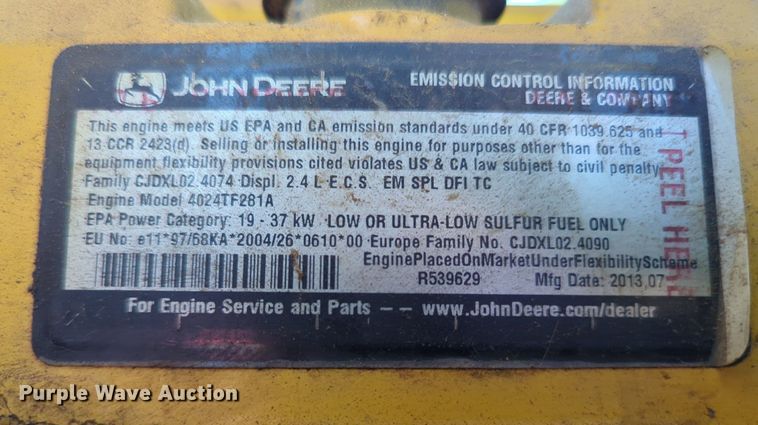 JOHN DEERE
EMISSION CONTROL INFORMATION
DEERE & COMPANY
This engine meets US EPA and CA emission standards under 40 CFR 1039.625 and
13 CCR 2423(d). Selling or installing this engine for purposes other than for the
equipment flexibility provisions cited violates US & CA law subject to civil penalty.
Family CJDXL02.4074 Displ. 2.4 L E.C.S. EM SPL DFI TC
Engine Model 4024TF281A
EPA Power Category: 19 - 37 kW LOW OR ULTRA-LOW SULFUR FUEL ONLY
EU No: e11*97/68KA*2004/26*0610*00 Europe Family No. CJDXL02.4090
EnginePlacedOnMarketUnderFlexibilityScheme
R539629 Mfg Date: 2013,07
For Engine Service and Parts – – www.JohnDeere.com/dealer
PEEL HERE
Purple Wave Auction